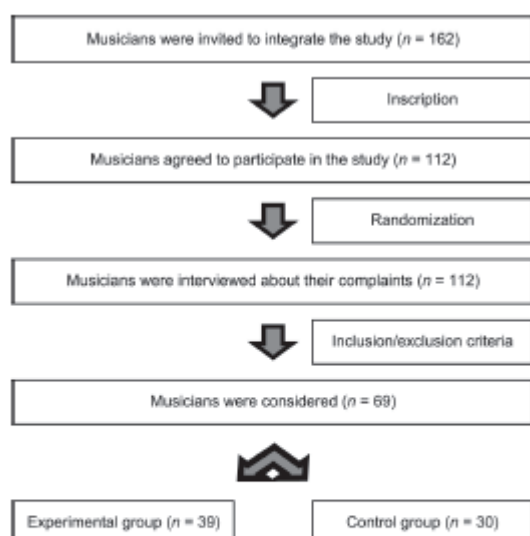 Musicians were invited to integrate the study (n = 162)
Inscription
Musicians agreed to participate in the study (n = 112)
Randomization
Musicians were interviewed about their complaints (n = 112)
Inclusion/exclusion criteria
Musicians were considered (n = 69)
Experimental group (n = 39)
Control group (n = 30)